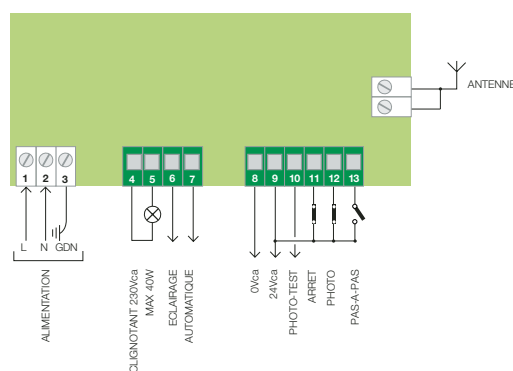 ANTENNE
1 2 3
4 5 6 7
8 9 10 11 12 13
L N GDN
ALIMENTATION
CLIGNOTANT 230Vca
MAX 40W
ECLAIRAGE
AUTOMATIQUE
0Vca
24Vca
PHOTO-TEST
ARRET
PHOTO
PAS-A-PAS